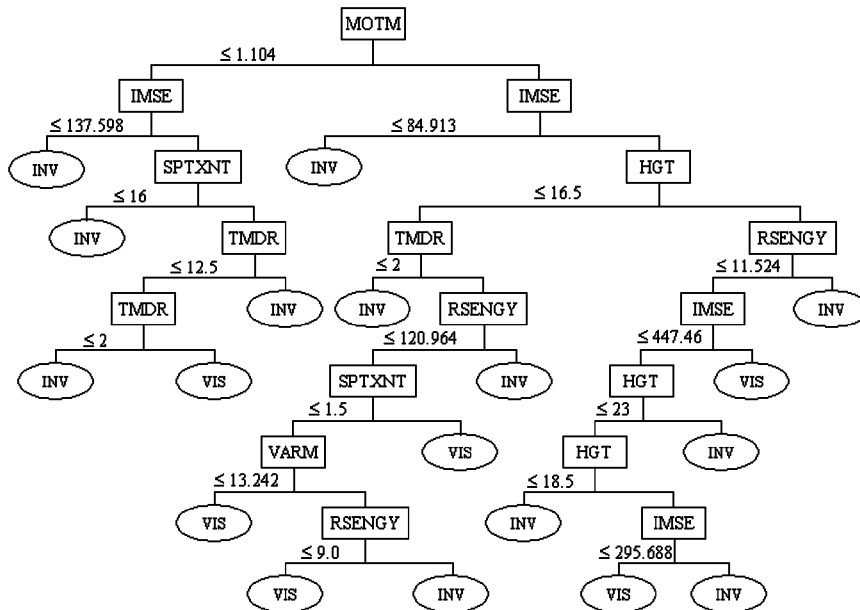 MOTM
≤ 1.104
IMSE IMSE
≤ 137.598 ≤ 84.913
INV SPTXNT INV HGT
≤ 16 ≤ 16.5
INV TMDR TMDR RSENGY
≤ 12.5 ≤ 2 ≤ 11.524
TMDR INV INV RSENGY IMSE INV
≤ 2 ≤ 120.964 ≤ 447.46
INV VIS SPTXNT INV HGT VIS
≤ 1.5 ≤ 23
VARM VIS HGT INV
≤ 13.242 ≤ 18.5
VIS RSENGY INV IMSE
≤ 9.0 ≤ 295.688
VIS INV VIS INV